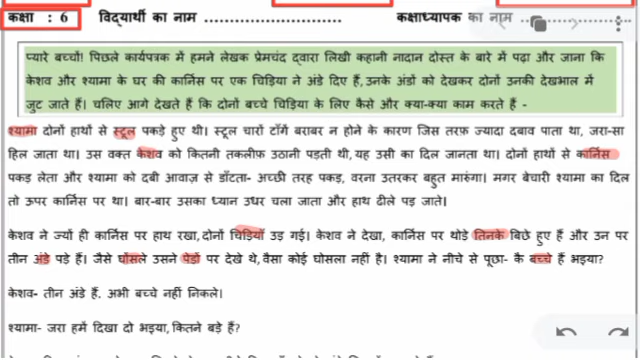 कक्षा : 6 विद्यार्थी का नाम ........................... कक्षाध्यापक का नाम
प्यारे बच्चों! पिछले कार्यपत्रक में हमने लेखक प्रेमचंद द्वारा लिखी कहानी नादान दोस्त के बारे में पढ़ा और जाना कि
केशव और श्यामा के घर की कार्निस पर एक चिड़िया ने अंडे दिए हैं,उनके अंडों को देखकर दोनों उनकी देखभाल में
जुट जाते हैं। चलिए आगे देखते हैं कि दोनों बच्चे चिड़िया के लिए कैसे और क्या-क्या काम करते हैं -
श्यामा दोनों हाथों से स्टूल पकड़े हुए थी। स्टूल चारों टाँगें बराबर न होने के कारण जिस तरफ़ ज्यादा दबाव पाता था, जरा-सा
हिल जाता था। उस वक्त केशव को कितनी तकलीफ़ उठानी पड़ती थी,यह उसी का दिल जानता था। दोनों हाथों से कार्निस
पकड़ लेता और श्यामा को दबी आवाज़ से डाँटता- अच्छी तरह पकड़, वरना उतरकर बहुत मारूंगा। मगर बेचारी श्यामा का दिल
तो ऊपर कार्निस पर था। बार-बार उसका ध्यान उधर चला जाता और हाथ ढीले पड़ जाते।
केशव ने ज्यों ही कार्निस पर हाथ रखा,दोनों चिड़ियाँ उड़ गई। केशव ने देखा, कार्निस पर थोड़े तिनके बिछे हुए हैं और उन पर
तीन अंडे पड़े हैं। जैसे घोंसले उसने पेड़ों पर देखे थे,वैसा कोई घोसला नहीं है। श्यामा ने नीचे से पूछा- कै बच्चे हैं भइया?
केशव- तीन अंडे हैं, अभी बच्चे नहीं निकले।
श्यामा- जरा हमें दिखा दो भइया,कितने बड़े हैं?